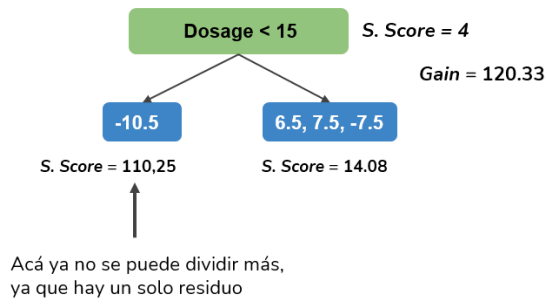 Dosage < 15
S. Score = 4
Gain = 120.33
-10.5
6.5, 7.5, -7.5
S. Score = 110,25
S. Score = 14.08
Acá ya no se puede dividir más,
ya que hay un solo residuo